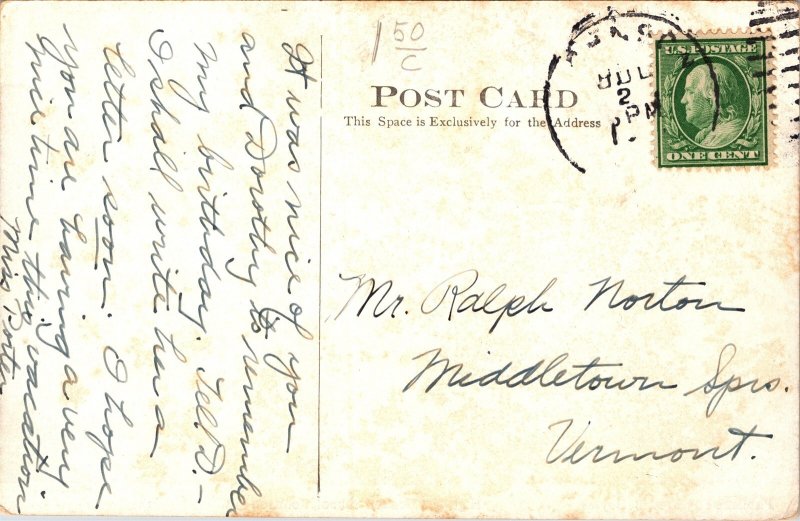 1 50/C
POST CARD
This Space is Exclusively for the Address
U.S. POSTAGE
ONE CENT
2
PM
It was nice of you
and Dorothy to remember
my birthday. Tell D. –
I shall write her a
letter soon. I hope
you are having a very
nice time this vacation
Miss Porter
Mr. Ralph Norton
Middletown Sprs.
Vermont.